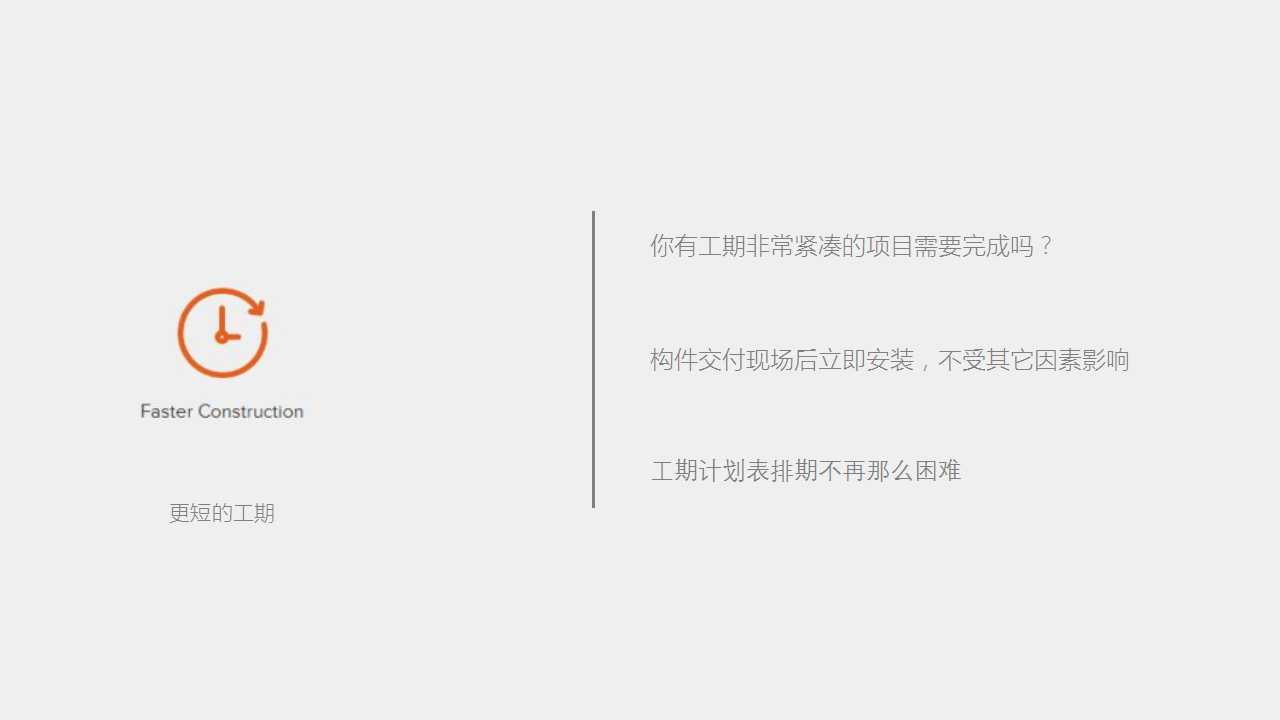 Faster Construction
更短的工期
你有工期非常紧凑的项目需要完成吗？
构件交付现场后立即安装，不受其它因素影响
工期计划表排期不再那么困难